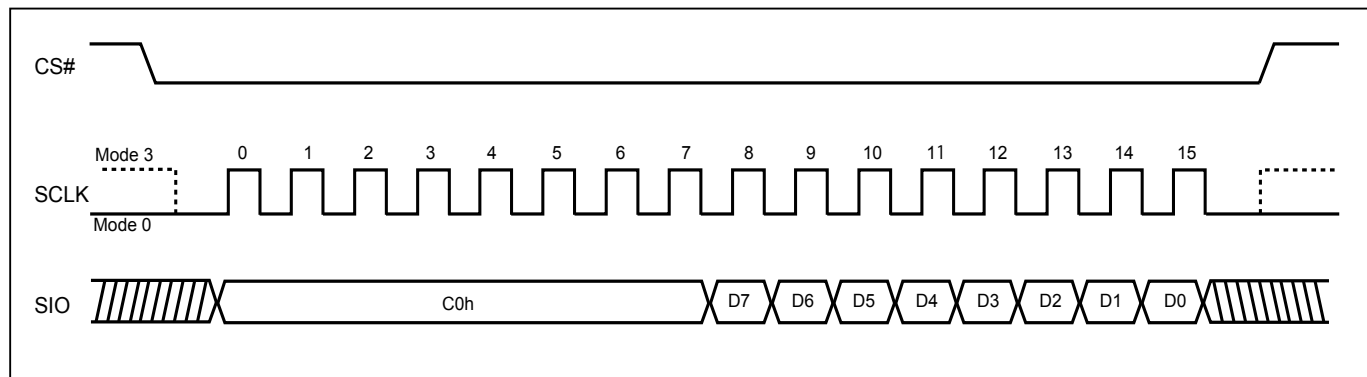 CS#
Mode 3
0 1 2 3 4 5 6 7 8 9 10 11 12 13 14 15
SCLK
Mode 0
SIO
C0h D7 D6 D5 D4 D3 D2 D1 D0